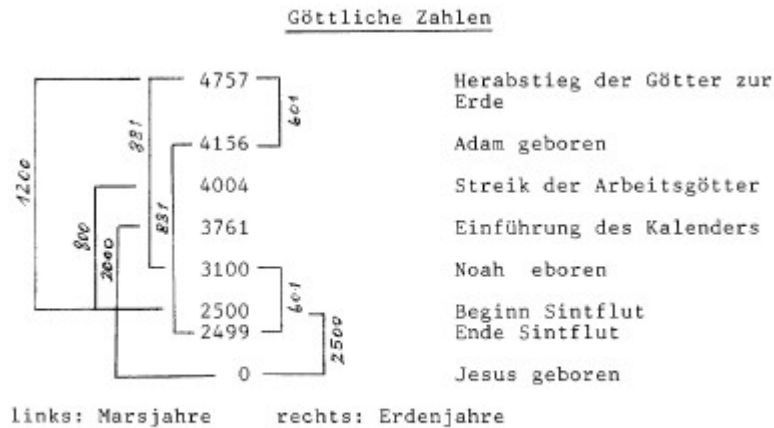 Göttliche Zahlen
4757 Herabstieg der Götter zur
Erde
601
881
4156 Adam geboren
1200
4004 Streik der Arbeitsgötter
831
800
2000
3761 Einführung des Kalenders
3100 Noah eboren
601
2500 Beginn Sintflut
2499 Ende Sintflut
2500
0 Jesus geboren
links: Marsjahre rechts: Erdenjahre